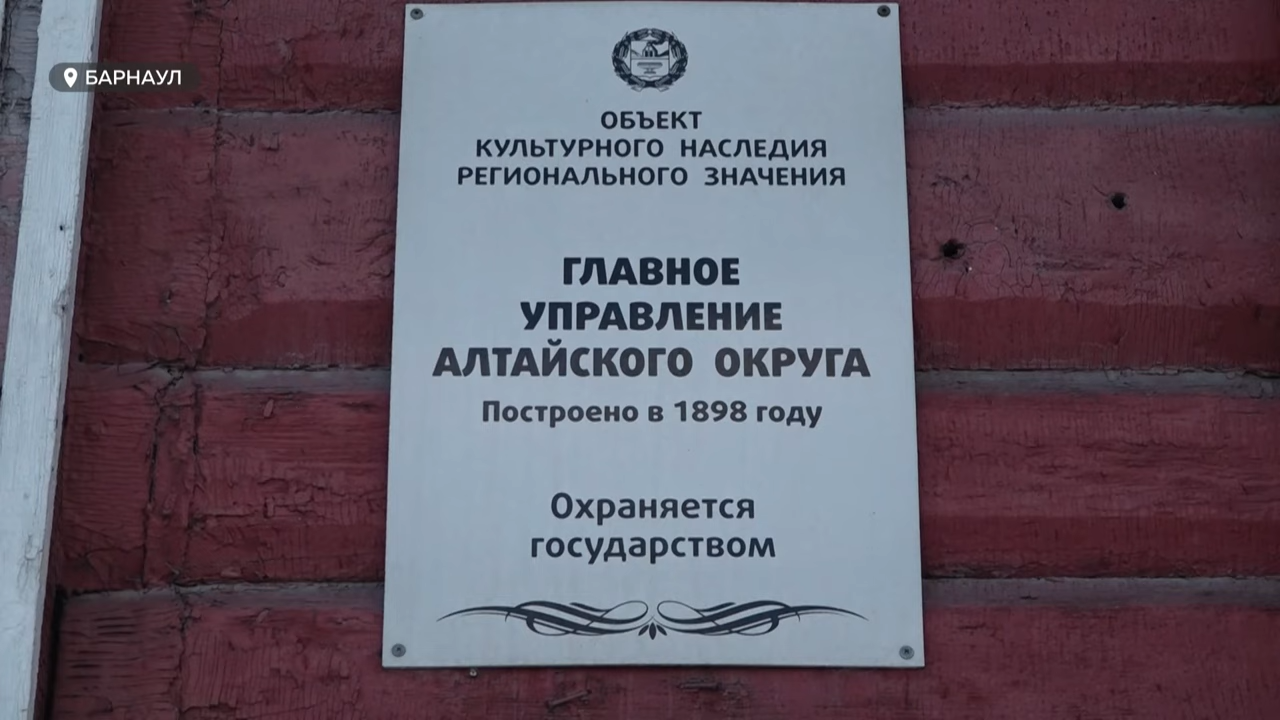 БАРНАУЛ
ОБЪЕКТ
КУЛЬТУРНОГО НАСЛЕДИЯ
РЕГИОНАЛЬНОГО ЗНАЧЕНИЯ
ГЛАВНОЕ
УПРАВЛЕНИЕ
АЛТАЙСКОГО ОКРУГА
Построено в 1898 году
Охраняется
государством